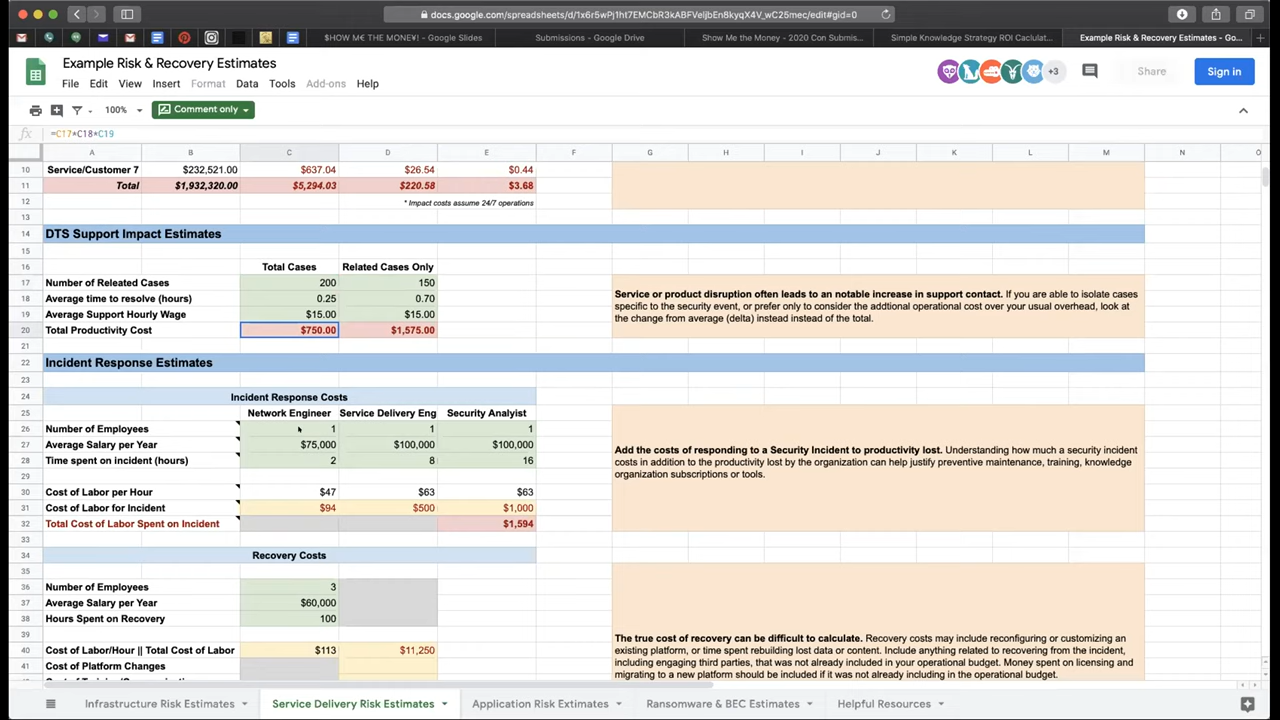 docs.google.com/spreadsheets/d/1x6r5wPj1ht7EMCbR3kABFVeljbEn8kyqX4V_wC25mec/edit#gid=0
$HOW M€ THE MONE¥! - Google Slides
Submissions - Google Drive
Show Me the Money - 2020 Con Submis...
Simple Knowledge Strategy ROI Caclulat...
Example Risk & Recovery Estimates - Go...
Example Risk & Recovery Estimates
File Edit View Insert Format Data Tools Add-ons Help
+3
Share
Sign in
100%
Comment only
fx =C17*C18*C19
A B C D E F G H I J K L M N O
10 Service/Customer 7 $232,521.00 $637.04 $26.54 $0.44
11 Total $1,932,320.00 $5,294.03 $220.58 $3.68
12 * Impact costs assume 24/7 operations
13
14 DTS Support Impact Estimates
15
16 Total Cases Related Cases Only
17 Number of Releated Cases 200 150
18 Average time to resolve (hours) 0.25 0.70
19 Average Support Hourly Wage $15.00 $15.00
20 Total Productivity Cost $750.00 $1,575.00
Service or product disruption often leads to an notable increase in support contact. If you are able to isolate cases
specific to the security event, or prefer only to consider the addtional operational cost over your usual overhead, look at
the change from average (delta) instead instead of the total.
21
22 Incident Response Estimates
23
24 Incident Response Costs
25 Network Engineer Service Delivery Eng Security Analyist
26 Number of Employees 1 1 1
27 Average Salary per Year $75,000 $100,000 $100,000
28 Time spent on incident (hours) 2 8 16
29
30 Cost of Labor per Hour $47 $63 $63
31 Cost of Labor for Incident $94 $500 $1,000
32 Total Cost of Labor Spent on Incident $1,594
Add the costs of responding to a Security Incident to productivity lost. Understanding how much a security incident
costs in addition to the productivity lost by the organization can help justify preventive maintenance, training, knowledge
organization subscriptions or tools.
33
34 Recovery Costs
35
36 Number of Employees 3
37 Average Salary per Year $60,000
38 Hours Spent on Recovery 100
39
40 Cost of Labor/Hour || Total Cost of Labor $113 $11,250
41 Cost of Platform Changes
The true cost of recovery can be difficult to calculate. Recovery costs may include reconfiguring or customizing an
existing platform, or time spent rebuilding lost data or content. Include anything related to recovering from the incident,
including engaging third parties, that was not already included in your operational budget. Money spent on licensing and
migrating to a new platform should be included if it was not already including in the operational budget.
Infrastructure Risk Estimates
Service Delivery Risk Estimates
Application Risk Estimates
Ransomware & BEC Estimates
Helpful Resources